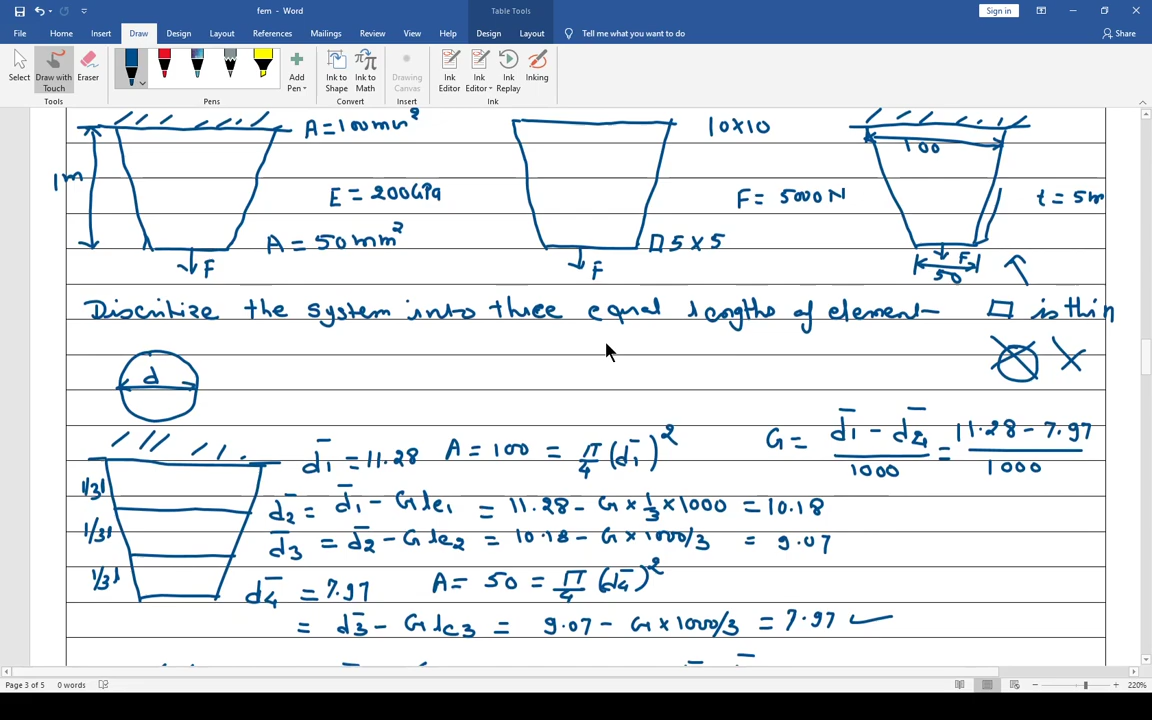 fem - Word
Table Tools
Sign in
File Home Insert Draw Design Layout References Mailings Review View Help Design Layout Tell me what you want to do Share
Select Draw with Touch Eraser Add Pen Ink to Shape Ink to Math Drawing Canvas Ink Editor Ink Editor Ink Replay Inking
Tools Pens Convert Insert Ink
A = 100 mm² 10x10 100
1m E = 200GPa F = 5000 N t = 5m
A = 50 mm² □ 5 x 5
F F F 50
Discritize the system into three equal lengths of element- □ is thin
d
d̄1 = 11.28 A = 100 = π/4 (d̄1)² G = (d̄1 - d̄4)/1000 = (11.28 - 7.97)/1000
1/3l d̄2 = d̄1 - G le1 = 11.28 - G x 1/3 x 1000 = 10.18
1/3l d̄3 = d̄2 - G le2 = 10.18 - G x 1000/3 = 9.07
1/3l d̄4 = 7.97 A = 50 = π/4 (d̄4)²
= d̄3 - G le3 = 9.07 - G x 1000/3 = 7.97
Page 3 of 5 0 words 220%